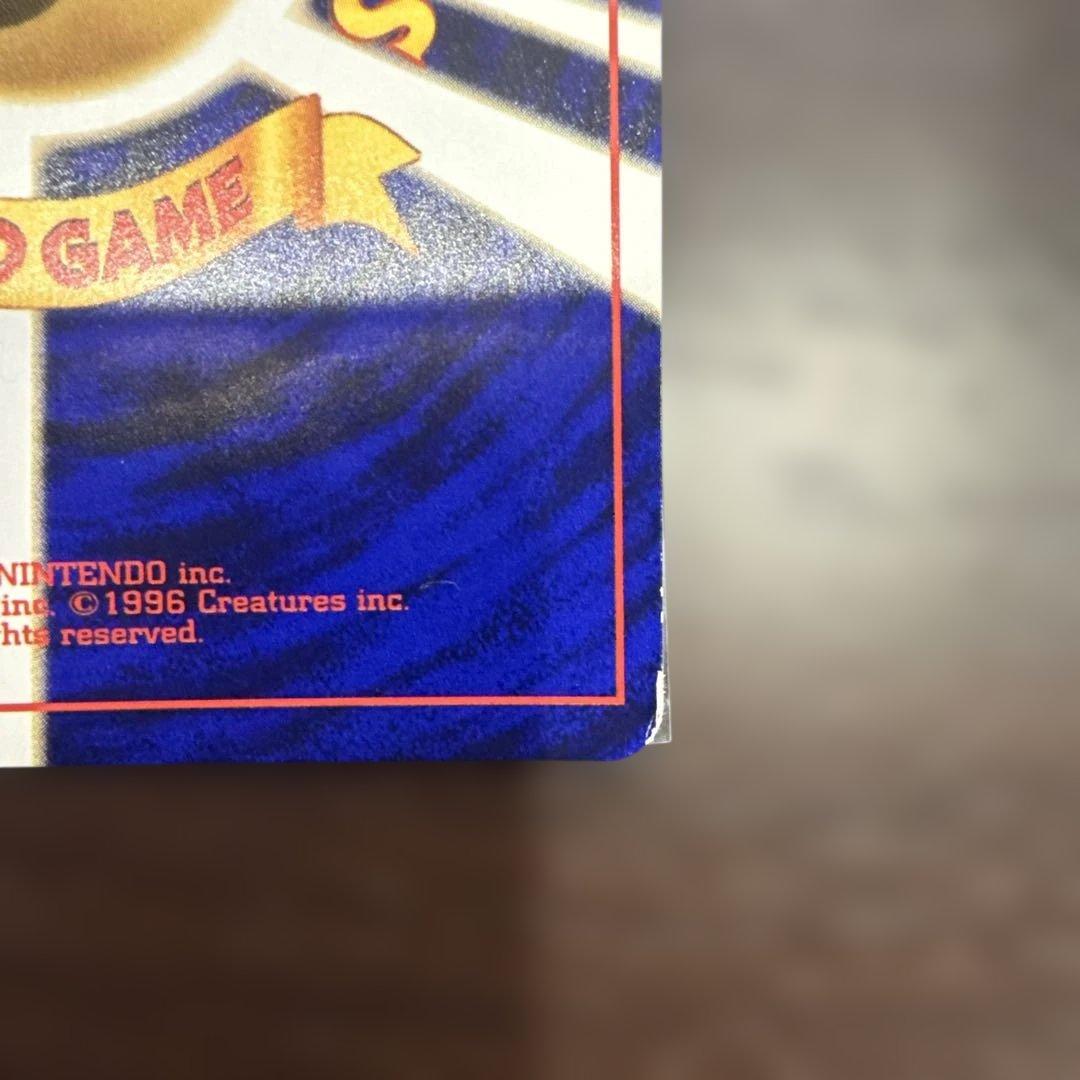 S
GAME
NINTENDO inc.
inc. ©1996 Creatures inc.
hts reserved.